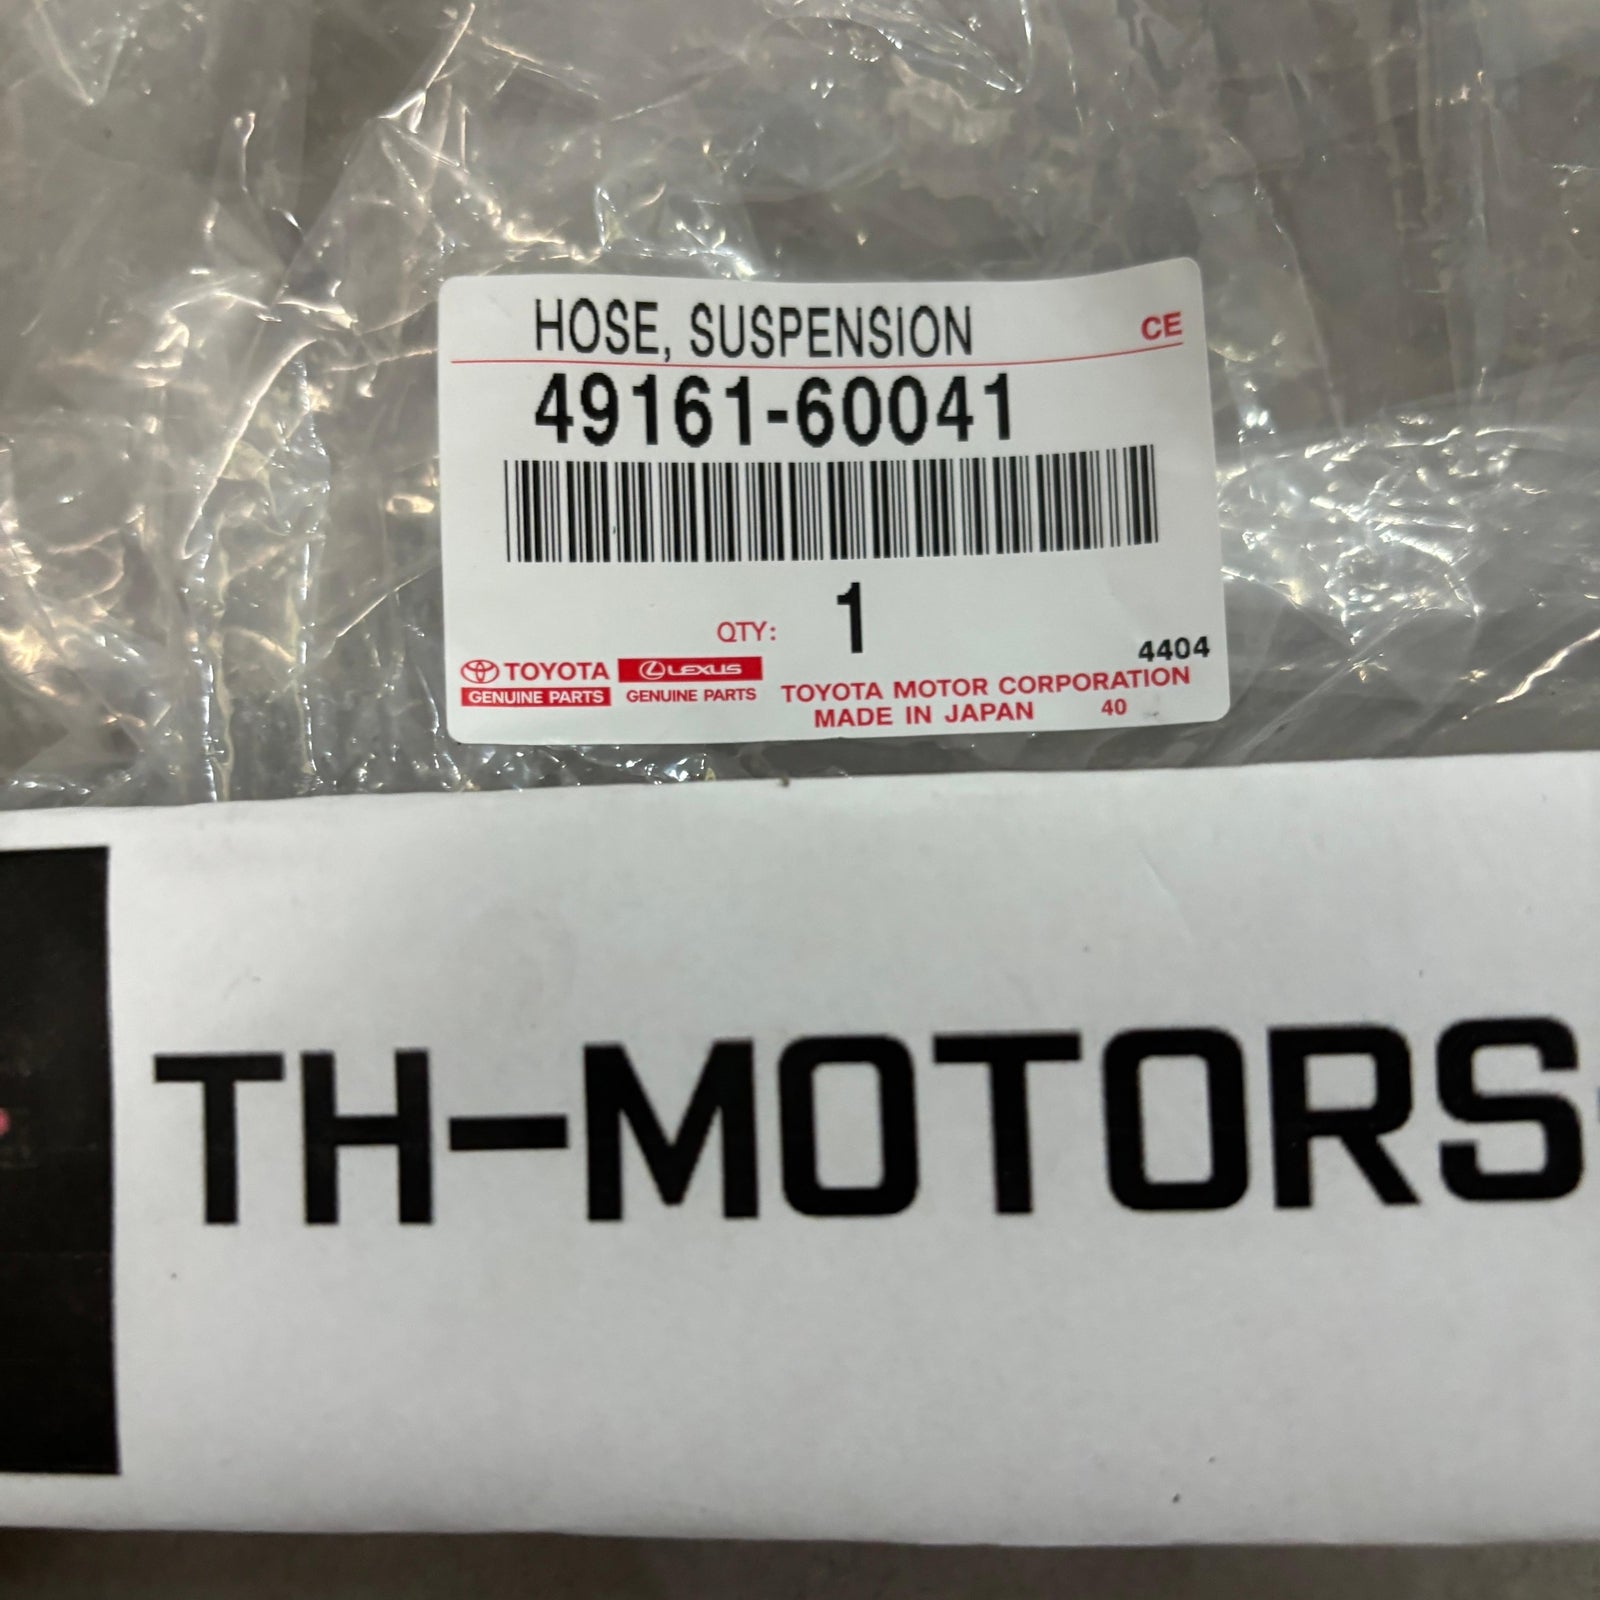 HOSE, SUSPENSION
CE
49161-60041
QTY: 1
4404
TOYOTA LEXUS
GENUINE PARTS GENUINE PARTS
TOYOTA MOTOR CORPORATION
MADE IN JAPAN 40
TH-MOTORS